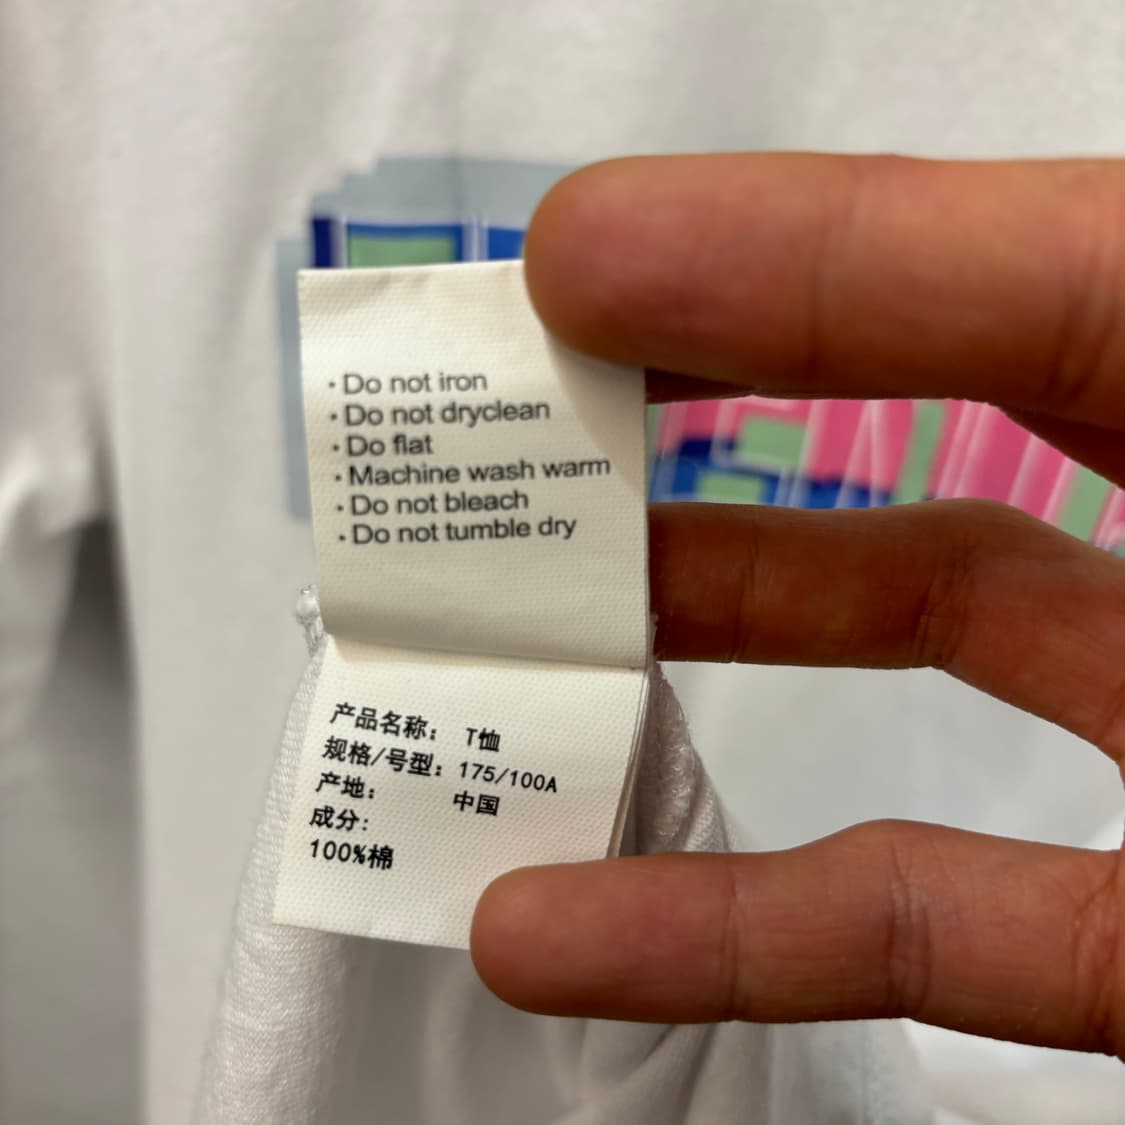 · Do not iron
· Do not dryclean
· Do flat
· Machine wash warm
· Do not bleach
· Do not tumble dry
产品名称： T恤
规格/号型：175/100A
产地： 中国
成分:
100%棉